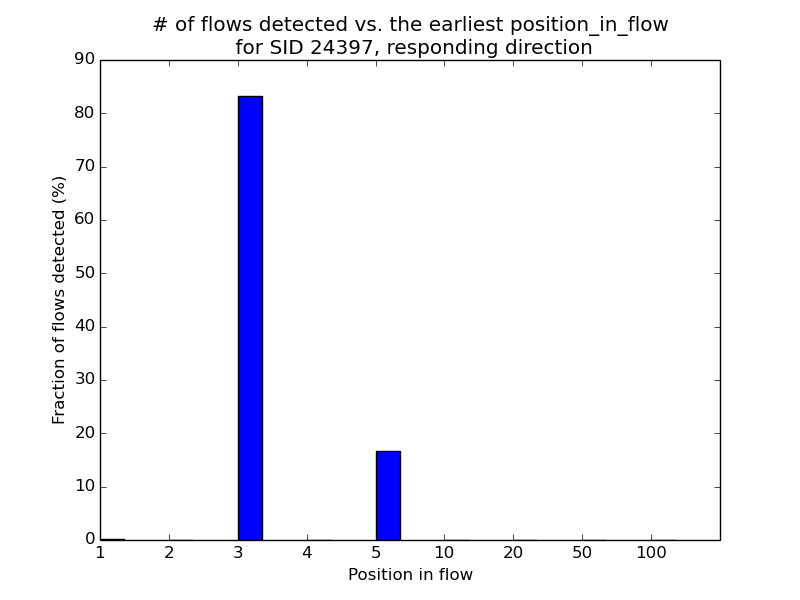 # of flows detected vs. the earliest position_in_flow
for SID 24397, responding direction
90
80
70
60
50
40
30
20
10
0
Fraction of flows detected (%)
1 2 3 4 5 10 20 50 100
Position in flow